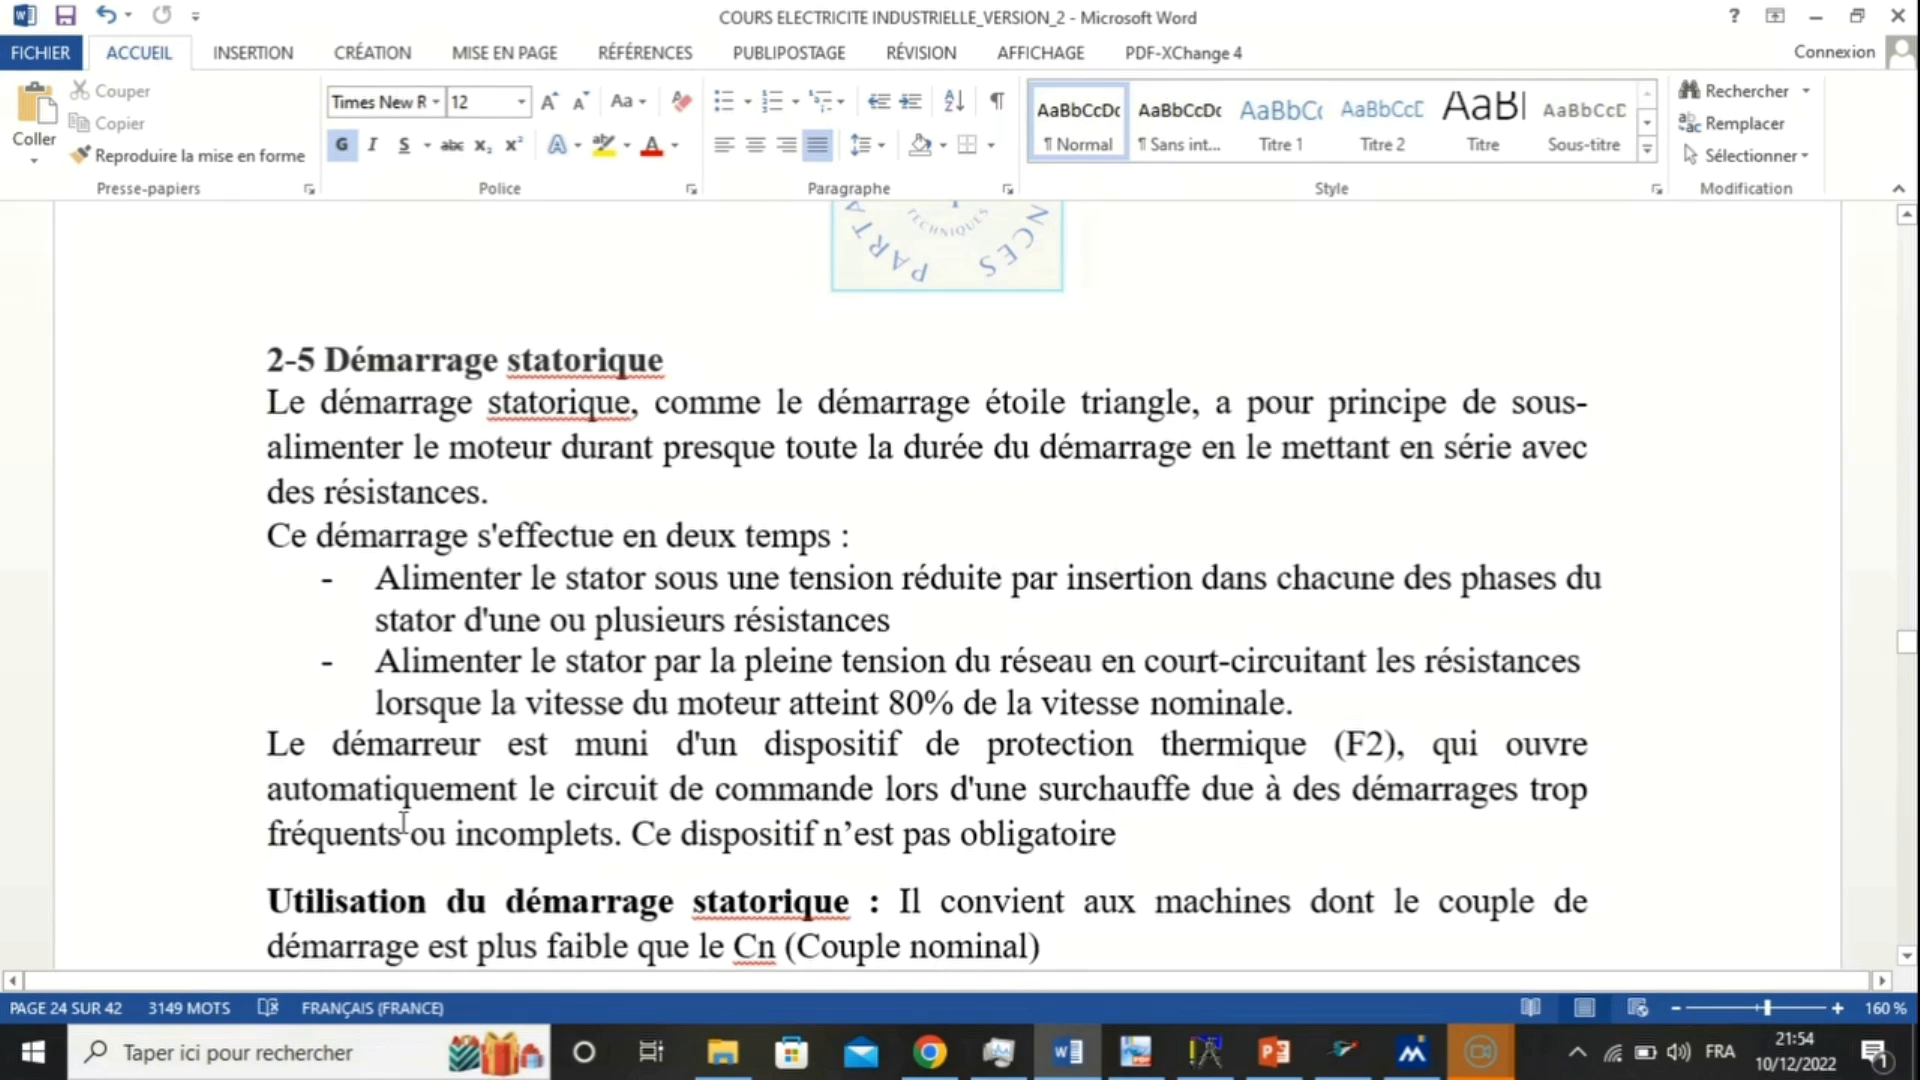 COURS ELECTRICITE INDUSTRIELLE_VERSION_2 - Microsoft Word
FICHIER ACCUEIL INSERTION CRÉATION MISE EN PAGE RÉFÉRENCES PUBLIPOSTAGE RÉVISION AFFICHAGE PDF-XChange 4 Connexion
Coller
Couper
Copier
Reproduire la mise en forme
Presse-papiers
Times New R 12
Police
Paragraphe
AaBbCcDc AaBbCcDc AaBbCc AaBbCcD AaBl AaBbCcD
¶ Normal ¶ Sans int... Titre 1 Titre 2 Titre Sous-titre
Style
Rechercher
Remplacer
Sélectionner
Modification
TECHNIQUES
2-5 Démarrage statorique
Le démarrage statorique, comme le démarrage étoile triangle, a pour principe de sous-
alimenter le moteur durant presque toute la durée du démarrage en le mettant en série avec
des résistances.
Ce démarrage s'effectue en deux temps :
- Alimenter le stator sous une tension réduite par insertion dans chacune des phases du
stator d'une ou plusieurs résistances
- Alimenter le stator par la pleine tension du réseau en court-circuitant les résistances
lorsque la vitesse du moteur atteint 80% de la vitesse nominale.
Le démarreur est muni d'un dispositif de protection thermique (F2), qui ouvre
automatiquement le circuit de commande lors d'une surchauffe due à des démarrages trop
fréquents ou incomplets. Ce dispositif n’est pas obligatoire
Utilisation du démarrage statorique : Il convient aux machines dont le couple de
démarrage est plus faible que le Cn (Couple nominal)
PAGE 24 SUR 42 3149 MOTS FRANÇAIS (FRANCE) 160 %
Taper ici pour rechercher
FRA
21:54
10/12/2022